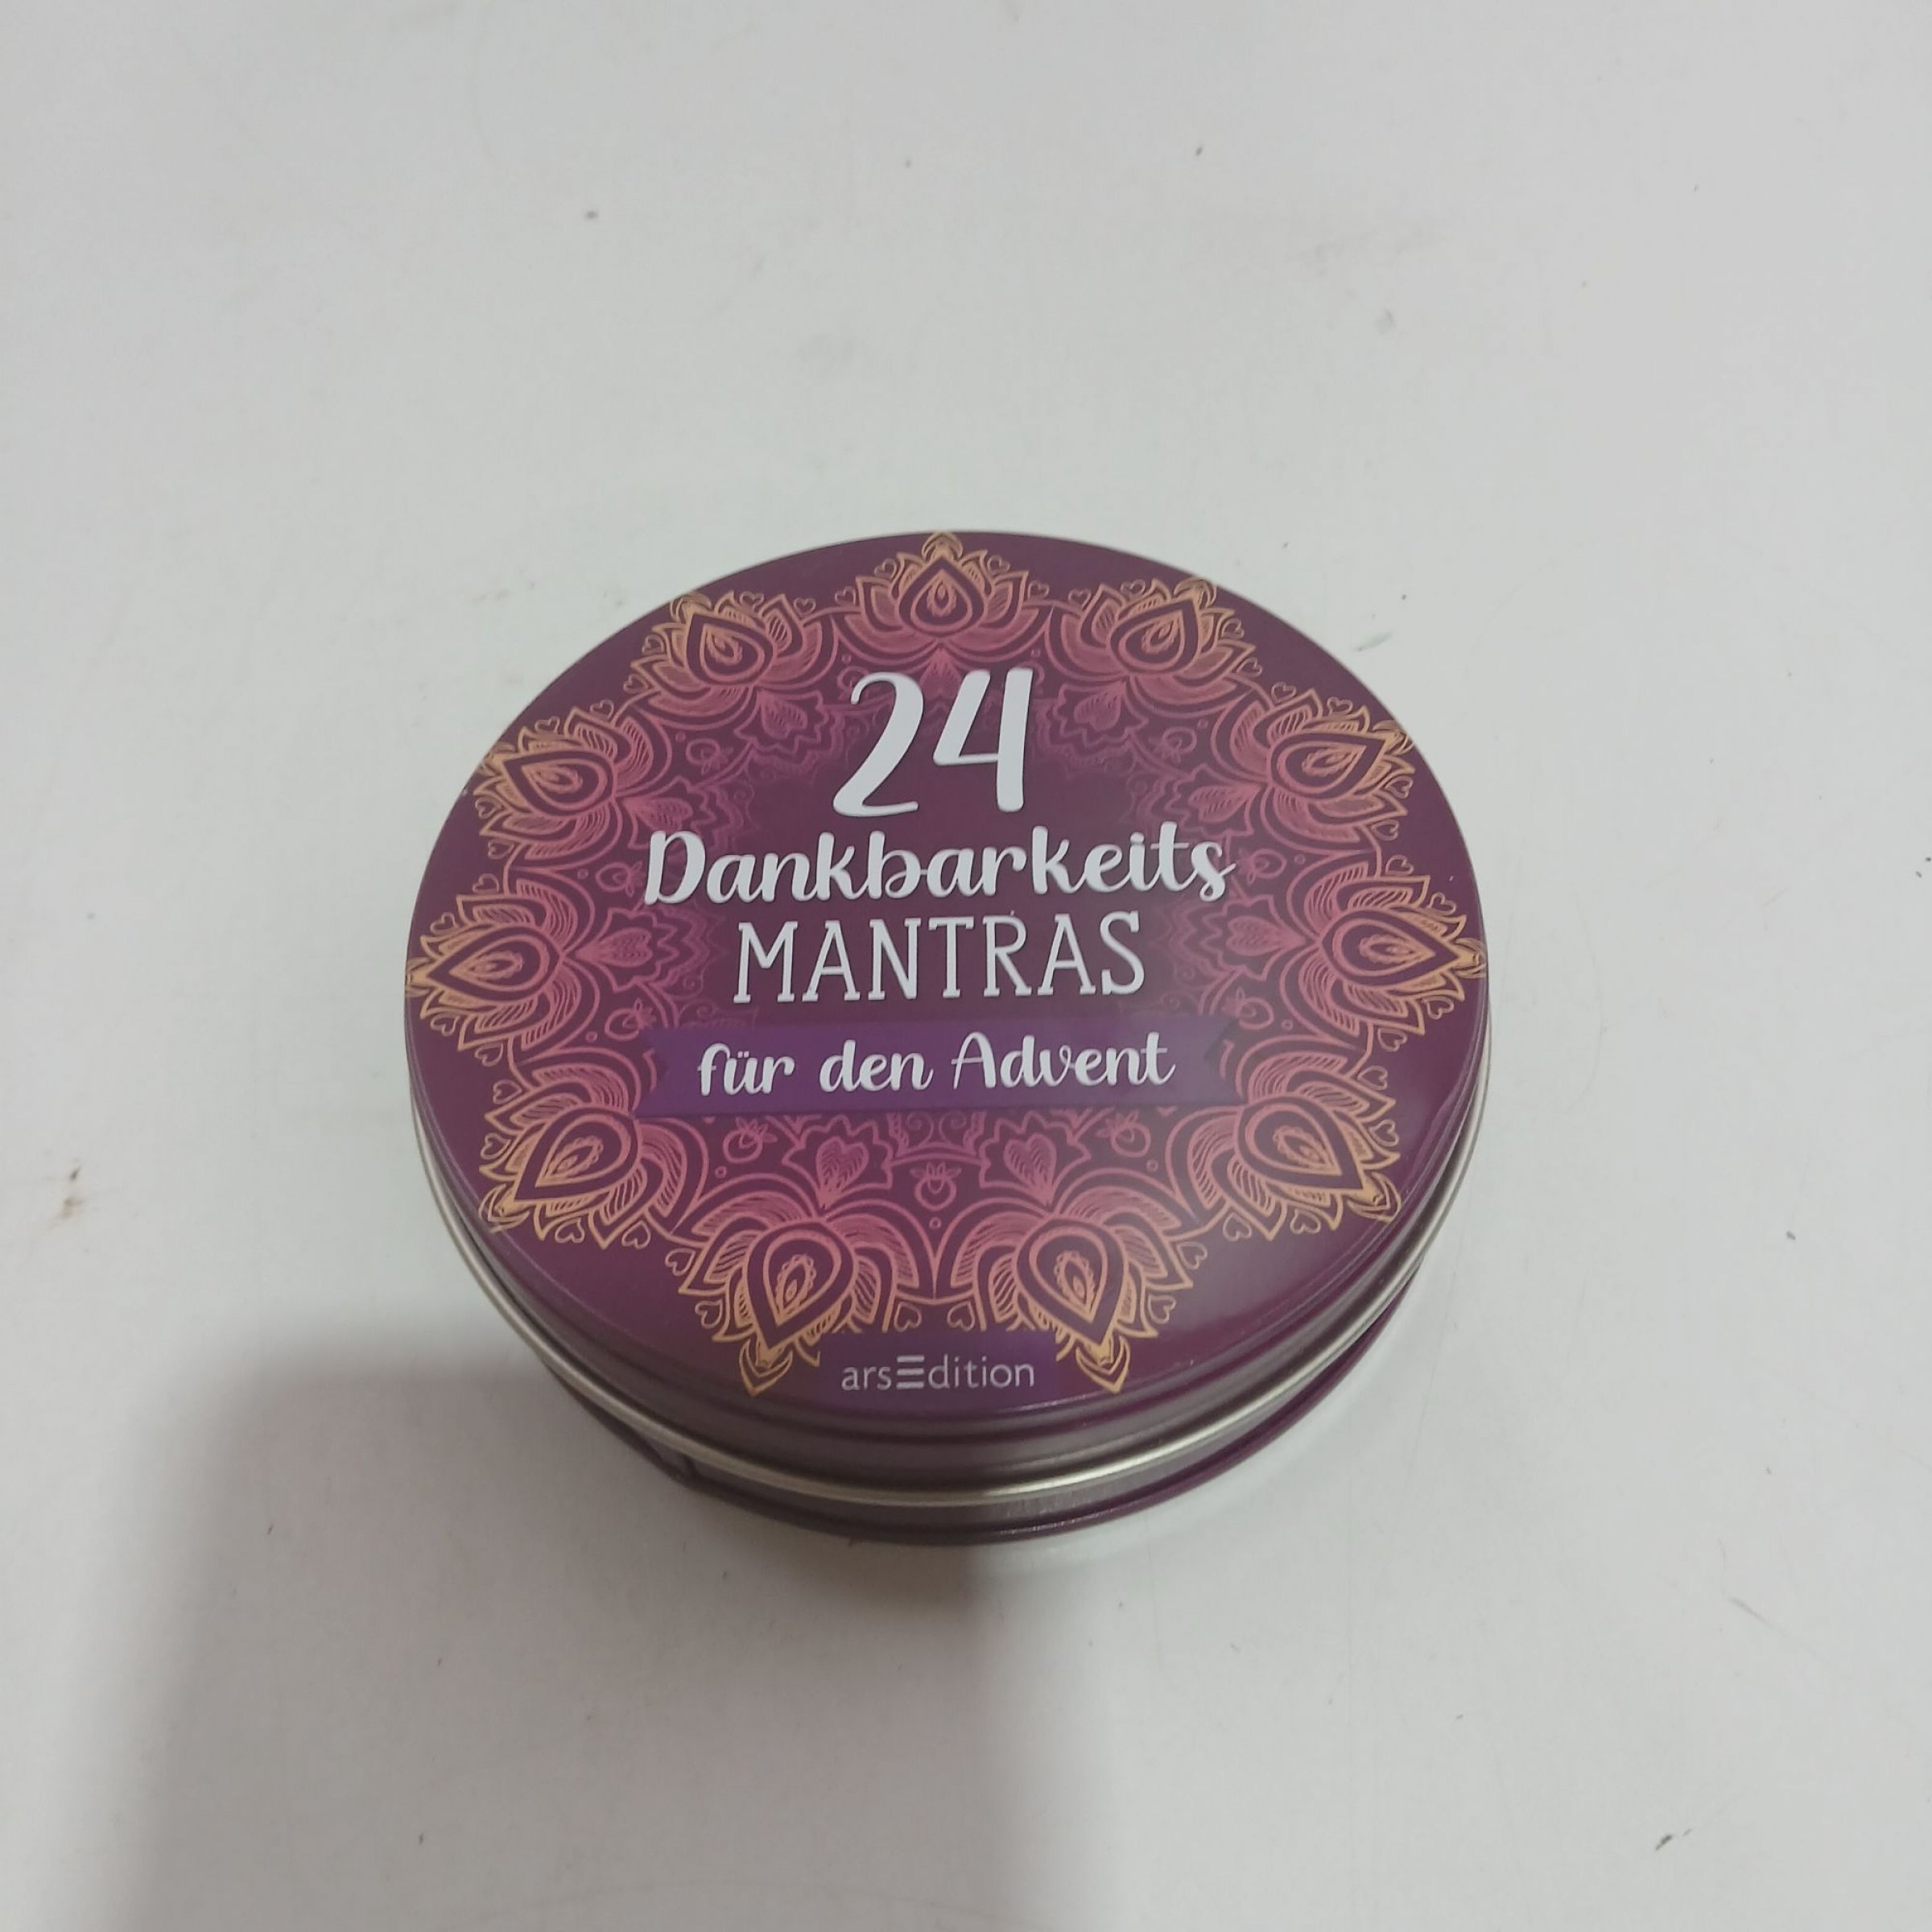 24
Dankbarkeits
MANTRAS
für den Advent
arsEdition